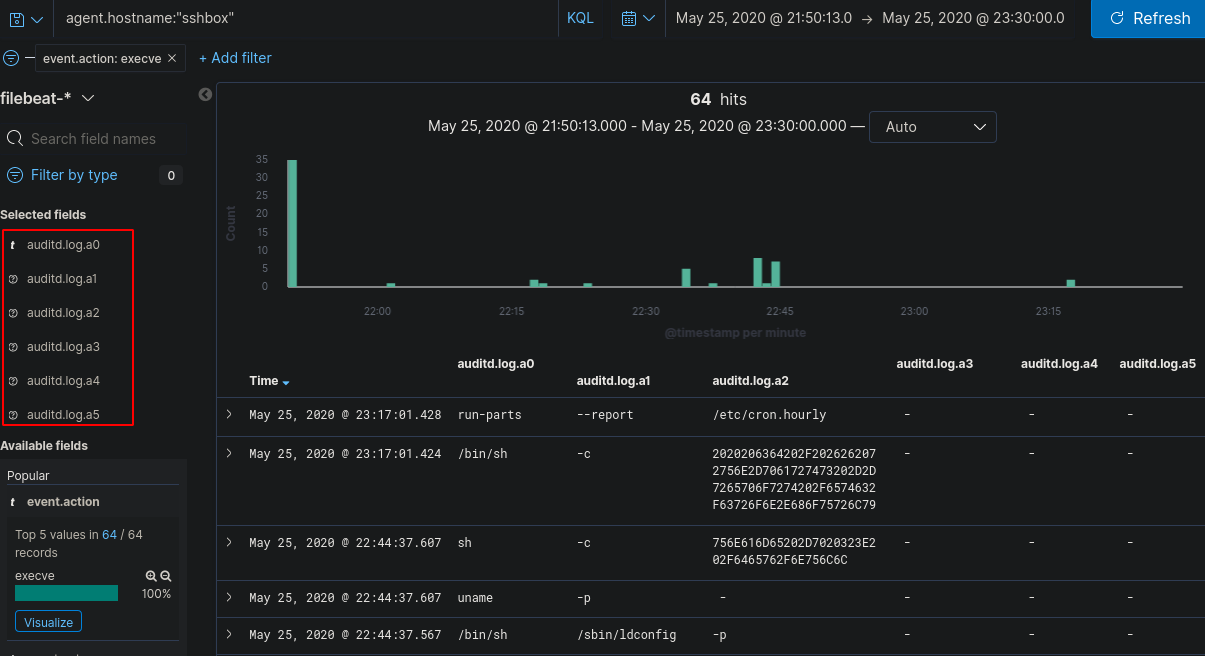 agent.hostname:"sshbox"
KQL
May 25, 2020 @ 21:50:13.0 → May 25, 2020 @ 23:30:00.0
Refresh
event.action: execve ×
+ Add filter
filebeat-*
Search field names
Filter by type 0
Selected fields
t auditd.log.a0
auditd.log.a1
auditd.log.a2
auditd.log.a3
auditd.log.a4
auditd.log.a5
Available fields
Popular
t event.action
Top 5 values in 64 / 64
records
execve
100%
Visualize
64 hits
May 25, 2020 @ 21:50:13.000 - May 25, 2020 @ 23:30:00.000 — Auto
Count
35
30
25
20
15
10
5
0
22:00 22:15 22:30 22:45 23:00 23:15
@timestamp per minute
Time auditd.log.a0 auditd.log.a1 auditd.log.a2 auditd.log.a3 auditd.log.a4 auditd.log.a5
May 25, 2020 @ 23:17:01.428 run-parts --report /etc/cron.hourly - - -
May 25, 2020 @ 23:17:01.424 /bin/sh -c 2020206364202F202626207 - - -
2756E2D7061727473202D2D
7265706F7274202F6574632
F63726F6E2E686F75726C79
May 25, 2020 @ 22:44:37.607 sh -c 756E616D65202D7020323E2 - - -
02F6465762F6E756C6C
May 25, 2020 @ 22:44:37.607 uname -p - - - -
May 25, 2020 @ 22:44:37.567 /bin/sh /sbin/ldconfig -p - - -